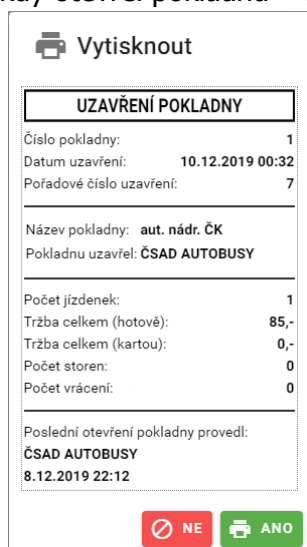 Vytisknout
UZAVŘENÍ POKLADNY
Číslo pokladny: 1
Datum uzavření: 10.12.2019 00:32
Pořadové číslo uzavření: 7
Název pokladny: aut. nádr. ČK
Pokladnu uzavřel: ČSAD AUTOBUSY
Počet jízdenek: 1
Tržba celkem (hotově): 85,-
Tržba celkem (kartou): 0,-
Počet storen: 0
Počet vrácení: 0
Poslední otevření pokladny provedl:
ČSAD AUTOBUSY
8.12.2019 22:12
NE ANO